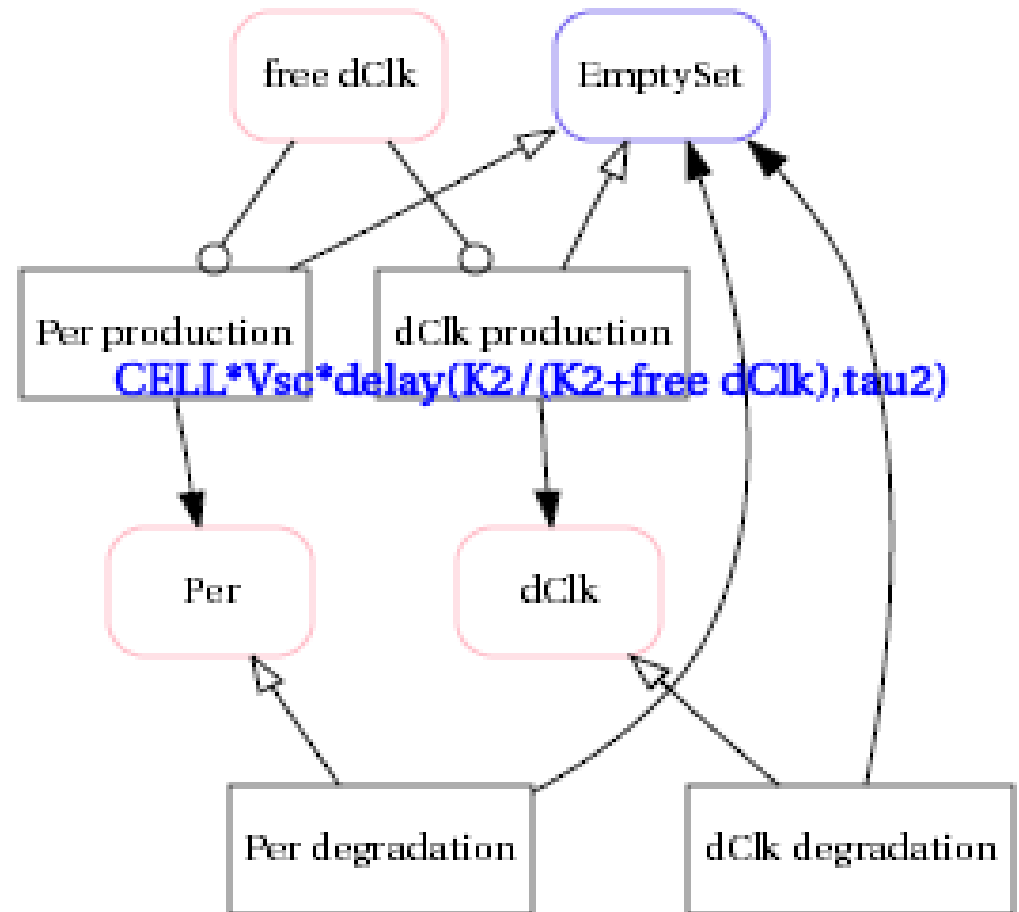 free dClk
EmptySet
Per production
dClk production
CELL*Vsc*delay(K2/(K2+free dClk),tau2)
Per
dClk
Per degradation
dClk degradation